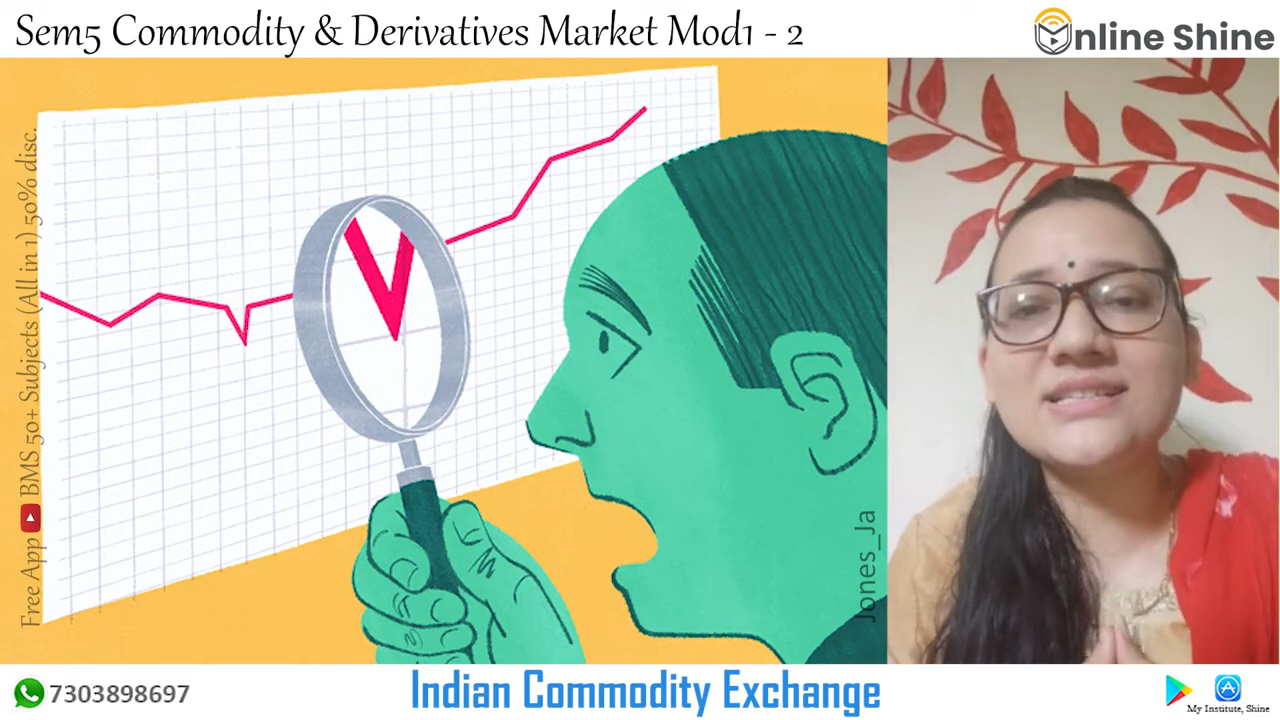 Sem5 Commodity & Derivatives Market Mod1 - 2
Online Shine
Free App BMS 50+ Subjects (All in 1) 50% disc.
Jones_Ja
7303898697
Indian Commodity Exchange
My Institute, Shine